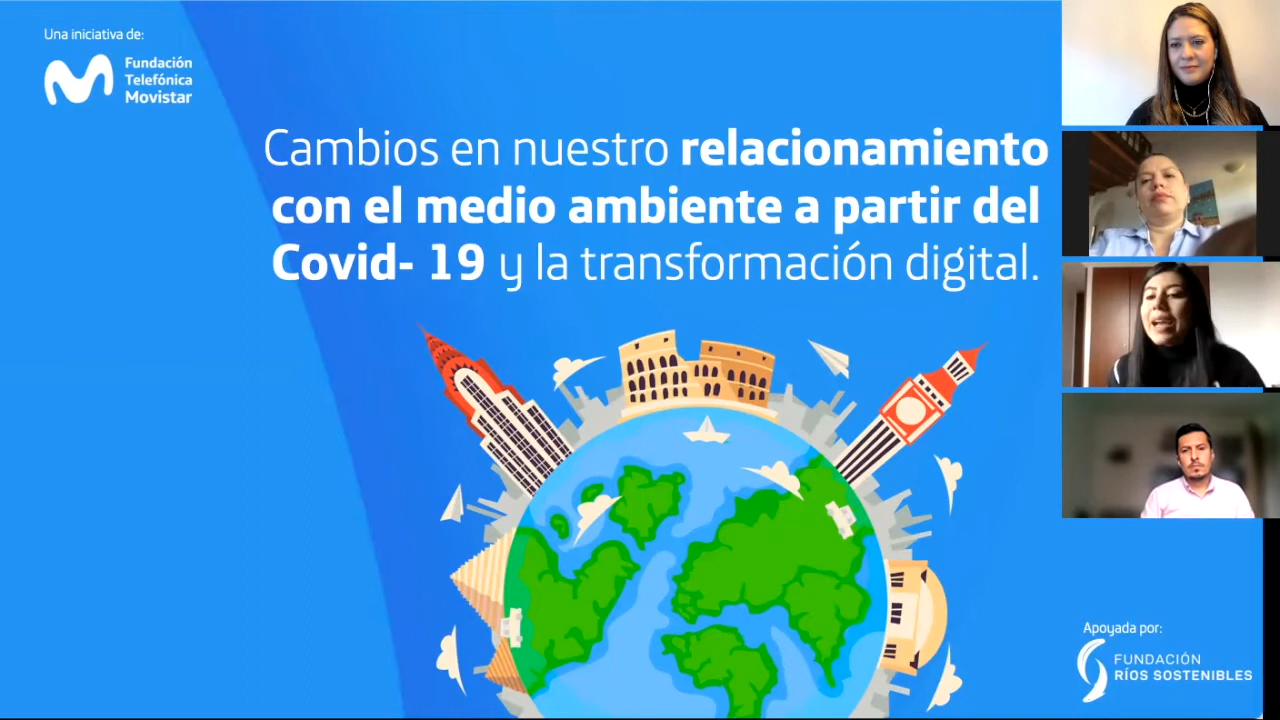 Una iniciativa de:
Fundación
Telefónica
Movistar
Cambios en nuestro relacionamiento
con el medio ambiente a partir del
Covid- 19 y la transformación digital.
Apoyada por:
FUNDACIÓN
RÍOS SOSTENIBLES